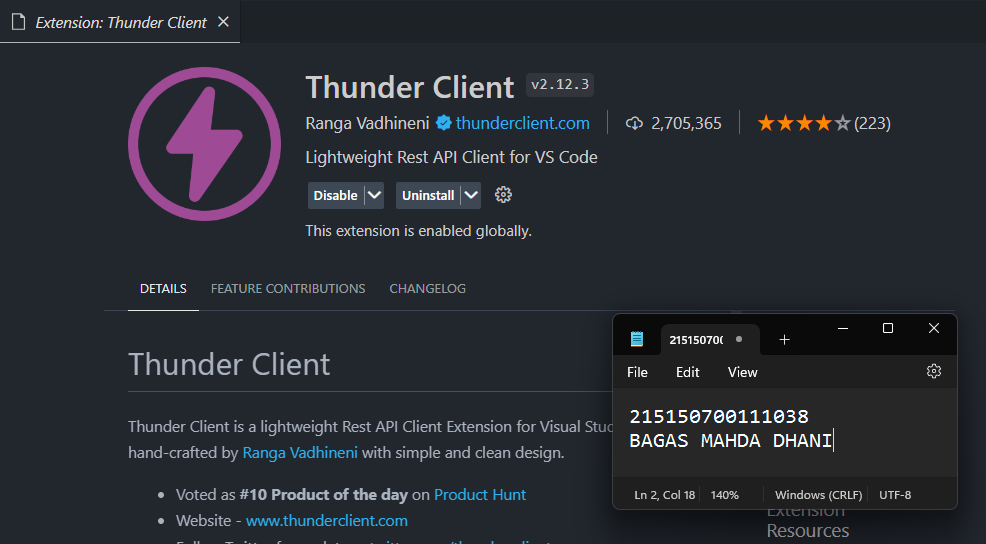 Extension: Thunder Client
Thunder Client v2.12.3
Ranga Vadhineni thunderclient.com 2,705,365 (223)
Lightweight Rest API Client for VS Code
Disable Uninstall
This extension is enabled globally.
DETAILS FEATURE CONTRIBUTIONS CHANGELOG
Thunder Client
Thunder Client is a lightweight Rest API Client Extension for Visual
hand-crafted by Ranga Vadhineni with simple and clean design.
Voted as #10 Product of the day on Product Hunt
Website - www.thunderclient.com
21515070
File Edit View
215150700111038
BAGAS MAHDA DHANI
Ln 2, Col 18 140% Windows (CRLF) UTF-8
Extension
Resources